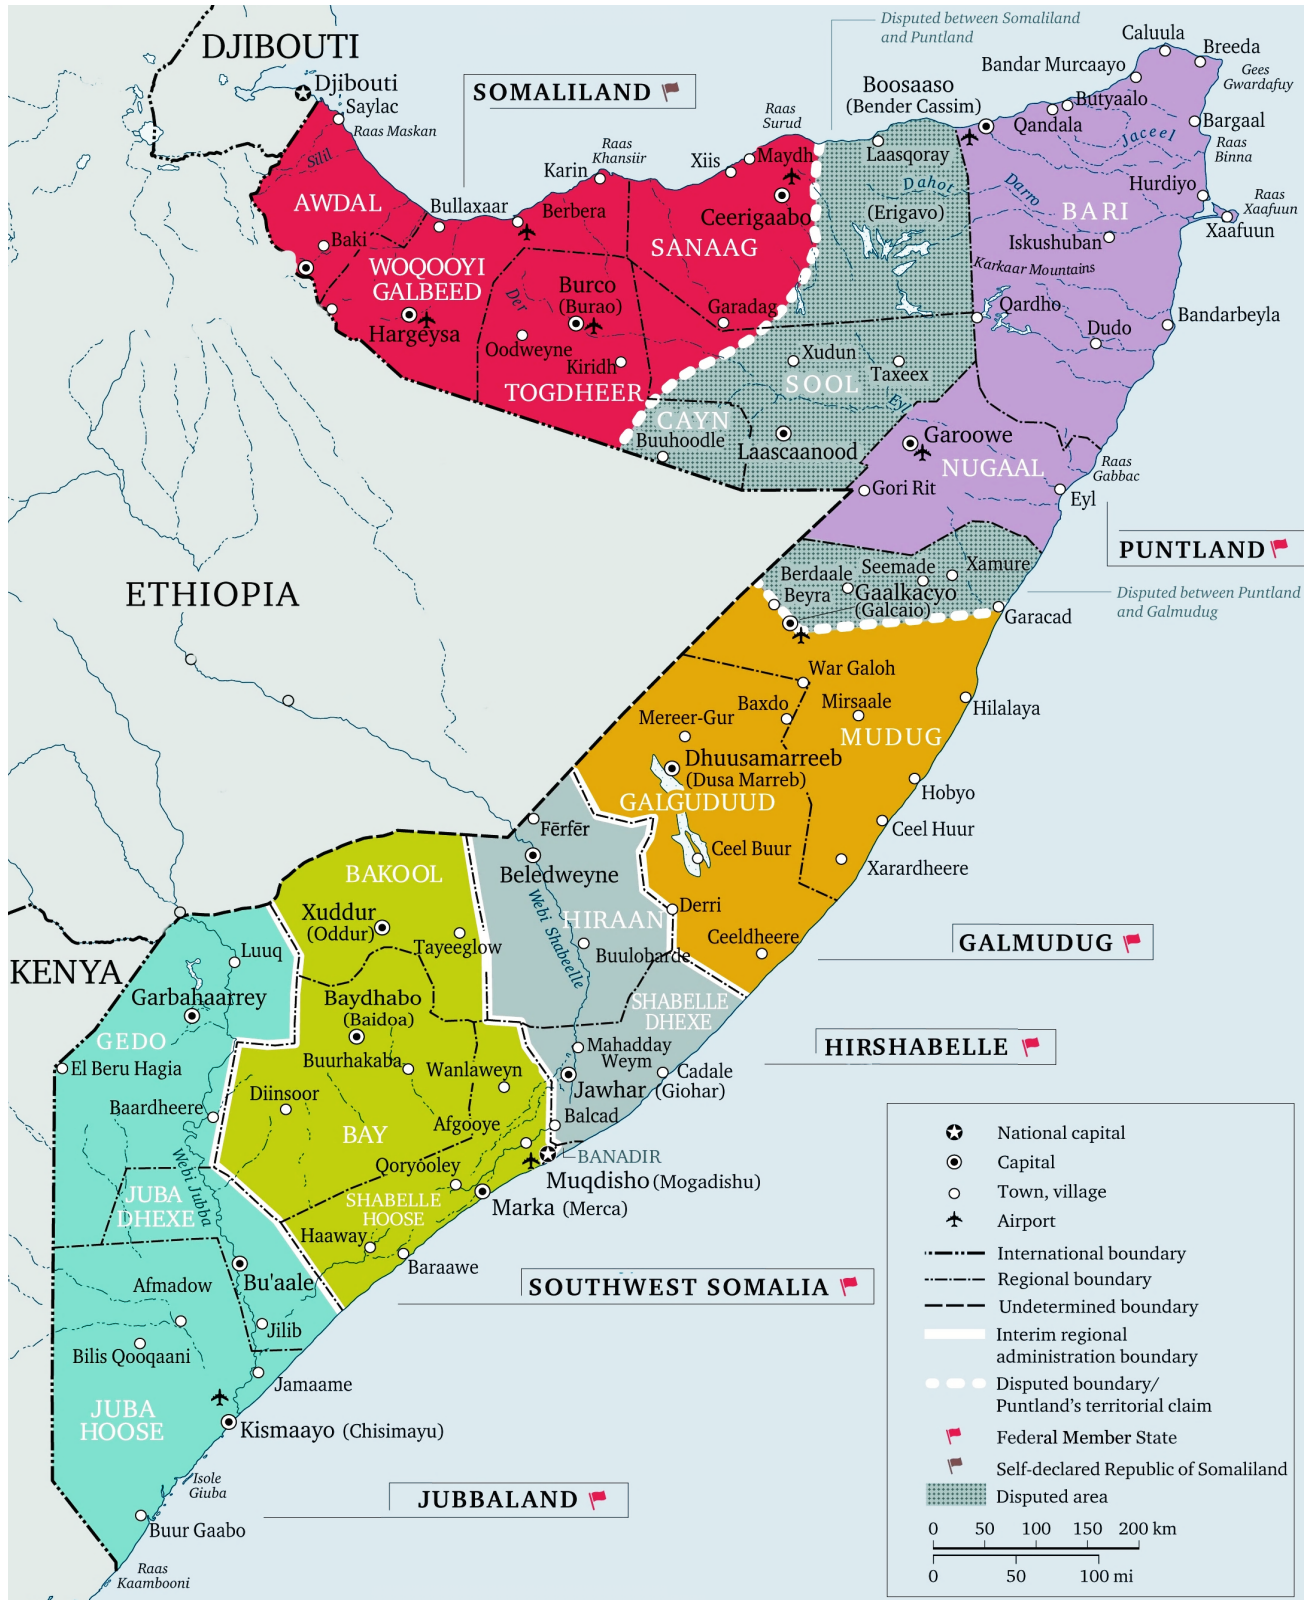 DJIBOUTI
Djibouti
Saylac
Raas Maskan
Silil
SOMALILAND
Disputed between Somaliland
and Puntland
Caluula
Breeda
Gees
Gwardafuy
Bandar Murcaayo
Boosaaso
(Bender Cassim)
Butyaalo
Qandala
Bargaal
Jaceel
Raas
Binna
Raas
Surud
Raas
Khansiir
Karin
Xiis
Maydh
Laasqoray
Dahot
Darro
Hurdiyo
Raas
Xaafuun
Xaafuun
AWDAL
Bullaxaar
Berbera
Ceerigaabo
(Erigavo)
BARI
Baki
SANAAG
Iskushuban
Karkaar Mountains
WOQOOYI
GALBEED
Burco
(Burao)
Der
Garadag
Qardho
Bandarbeyla
Hargeysa
Dudo
Oodweyne
Kiridh
Xudun
Taxeex
SOOL
TOGDHEER
CAYN
Eyl
Buuhoodle
Laascaanood
Garoowe
NUGAAL
Raas
Gabbac
Gori Rit
Eyl
PUNTLAND
Disputed between Puntland
and Galmudug
ETHIOPIA
Berdaale
Seemade
Xamure
Beyra
Gaalkacyo
(Galcaio)
Garacad
War Galoh
Baxdo
Mirsaale
Hilalaya
Mereer-Gur
MUDUG
Dhuusamarreeb
(Dusa Marreb)
GALGUDUUD
Hobyo
Ceel Huur
Ceel Buur
Xarardheere
Fērfēr
Beledweyne
Webi Shabeelle
HIRAAN
Derri
Ceeldheere
Buulobarde
GALMUDUG
BAKOOL
Xuddur
(Oddur)
Tayeeglow
KENYA
Luuq
Garbahaarrey
Baydhabo
(Baidoa)
SHABELLE
DHEXE
HIRSHABELLE
GEDO
El Beru Hagia
Buurhakaba
Wanlaweyn
Mahadday
Weym
Cadale
Jawhar (Giohar)
Diinsoor
Baardheere
Balcad
BAY
Afgooye
BANADIR
Muqdisho (Mogadishu)
Qoryooley
Marka (Merca)
Webi Jubba
JUBA
DHEXE
SHABELLE
HOOSE
Haaway
Baraawe
SOUTHWEST SOMALIA
Afmadow
Bu'aale
Jilib
Bilis Qooqaani
Jamaame
JUBA
HOOSE
Kismaayo (Chisimayu)
Isole
Giuba
JUBBALAND
Buur Gaabo
Raas
Kaambooni
National capital
Capital
Town, village
Airport
International boundary
Regional boundary
Undetermined boundary
Interim regional
administration boundary
Disputed boundary/
Puntland's territorial claim
Federal Member State
Self-declared Republic of Somaliland
Disputed area
0 50 100 150 200 km
0 50 100 mi